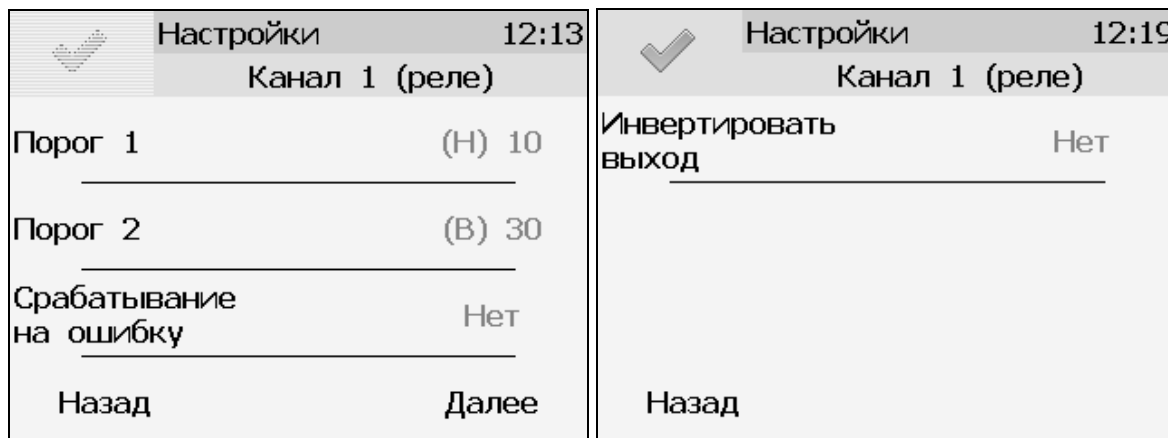 Настройки 12:13
Канал 1 (реле)
Порог 1 (Н) 10
Порог 2 (В) 30
Срабатывание
на ошибку Нет
Назад Далее
Настройки 12:19
Канал 1 (реле)
Инвертировать
выход Нет
Назад